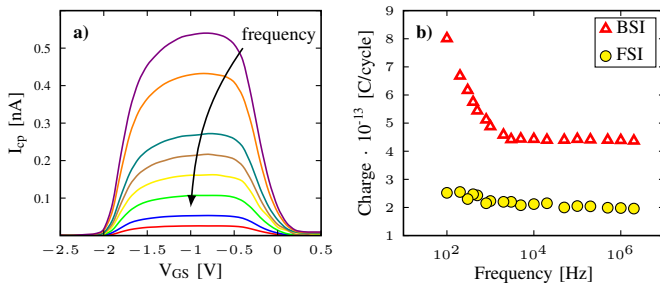 a)
frequency
I_cp [nA]
0.5
0.4
0.3
0.2
0.1
−2.5 −2 −1.5 −1 −0.5 0 0.5
V_GS [V]
b)
BSI
FSI
Charge · 10^-13 [C/cycle]
9
8
7
6
5
4
3
2
1
10^2 10^4 10^6
Frequency [Hz]